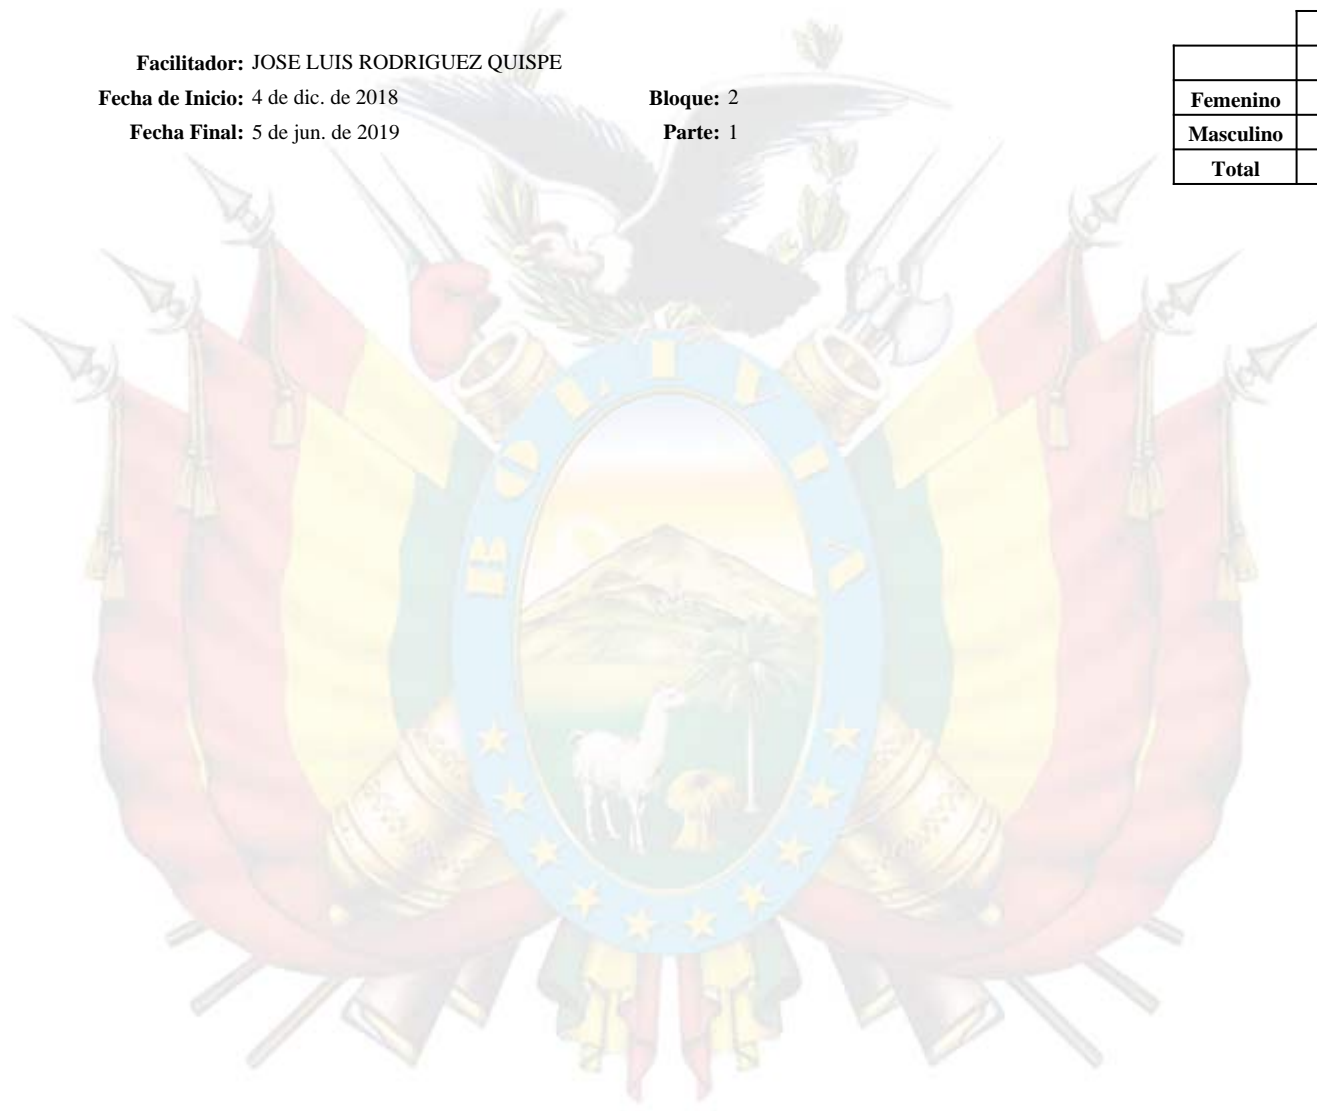 Facilitador: JOSE LUIS RODRIGUEZ QUISPE
Fecha de Inicio: 4 de dic. de 2018 Bloque: 2
Fecha Final: 5 de jun. de 2019 Parte: 1
Femenino
Masculino
Total
BOLIVIA